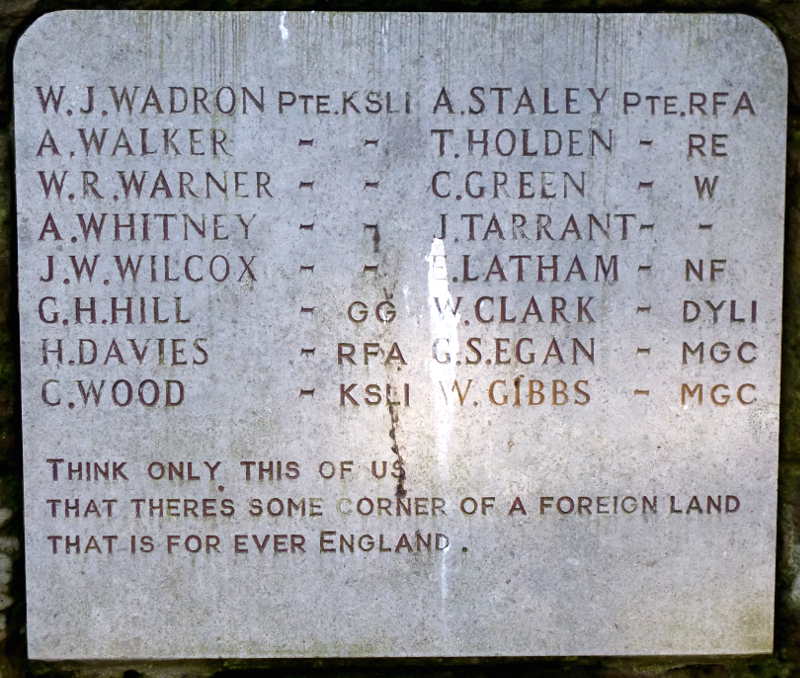 W.J.WADRON PTE.KSLI A.STALEY PTE.RFA
A.WALKER - - T.HOLDEN - RE
W.R.WARNER - - C.GREEN - W
A.WHITNEY - - J.TARRANT - -
J.W.WILCOX - - .LATHAM - NF
G.H.HILL - GG W.CLARK - DYLI
H.DAVIES - RFA G.S.EGAN - MGC
C.WOOD - KSLI W.GIBBS - MGC
THINK ONLY THIS OF US
THAT THERE'S SOME CORNER OF A FOREIGN LAND
THAT IS FOR EVER ENGLAND.